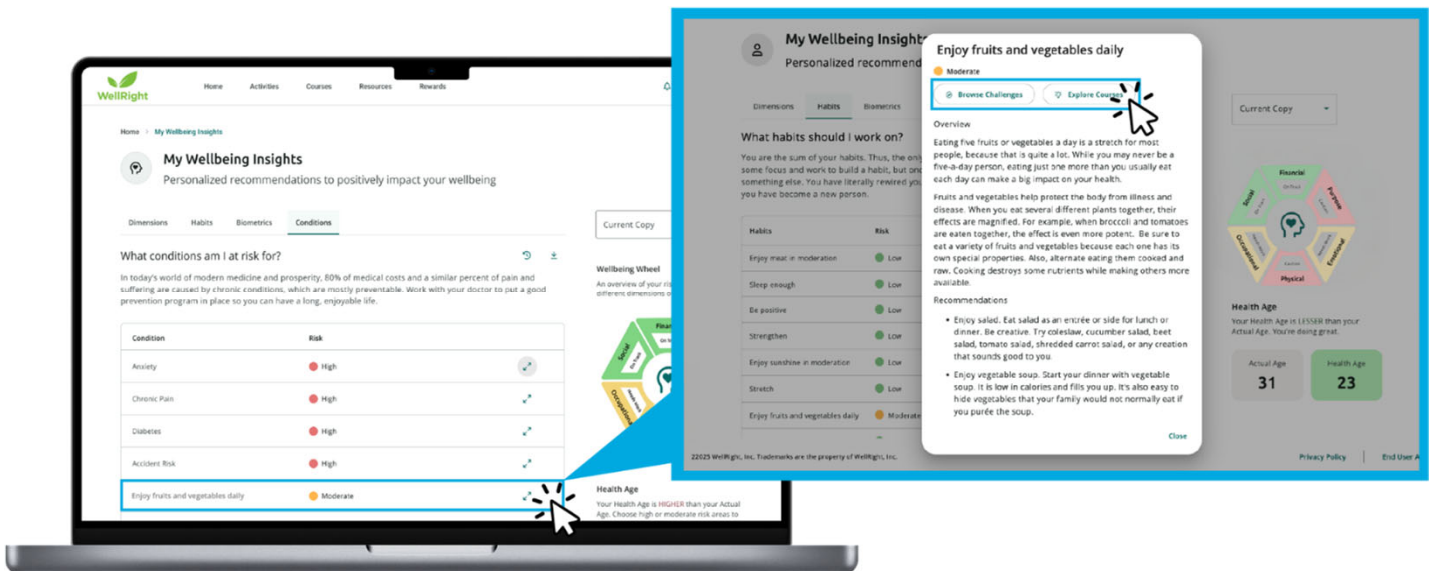 WellRight
Home
Activities
Courses
Resources
Rewards
Home
My Wellbeing Insights
My Wellbeing Insights
Personalized recommendations to positively impact your wellbeing
Dimensions
Habits
Biometrics
Conditions
What conditions am I at risk for?
In today's world of modern medicine and prosperity, 80% of medical costs and a similar percent of pain and
suffering are caused by chronic conditions, which are mostly preventable. Work with your doctor to put a good
prevention program in place so you can have a long, enjoyable life.
Condition
Risk
Anxiety
High
Chronic Pain
High
Diabetes
High
Accident Risk
High
Enjoy fruits and vegetables daily
Moderate
Current Copy
Wellbeing Wheel
An overview of your
different dimensions
Social
On Track
Occupational
Health Age
Your Health Age is HIGHER than your Actual
Age. Choose high or moderate risk areas to
My Wellbeing Insights
Personalized recommend
Dimensions
Habits
Biometrics
What habits should I work on?
You are the sum of your habits. Thus, the only
some focus and work to build a habit, but
something else. You have literally rewired
you have become a new person.
Habits
Risk
Enjoy meat in moderation
Low
Sleep enough
Low
Be positive
Low
Strengthen
Low
Enjoy sunshine in moderation
Low
Stretch
Low
Enjoy fruits and vegetables daily
Moderate
Enjoy fruits and vegetables daily
Moderate
Browse Challenges
Explore Courses
Overview
Eating five fruits or vegetables a day is a stretch for most
people, because that is quite a lot. While you may never be a
five-a-day person, eating just one more than you usually eat
each day can make a big impact on your health.
Fruits and vegetables help protect the body from illness and
disease. When you eat several different plants together, their
effects are magnified. For example, when broccoli and tomatoes
are eaten together, the effect is even more potent. Be sure to
eat a variety of fruits and vegetables because each one has its
own special properties. Also, alternate eating them cooked and
raw. Cooking destroys some nutrients while making others more
available.
Recommendations
• Enjoy salad. Eat salad as an entrée or side for lunch or
dinner. Be creative. Try coleslaw, cucumber salad, beet
salad, tomato salad, shredded carrot salad, or any creation
that sounds good to you.
• Enjoy vegetable soup. Start your dinner with vegetable
soup. It is low in calories and fills you up. It's also easy to
hide vegetables that your family would not normally eat if
you purée the soup.
Close
Current Copy
Financial
On Track
Purpose
Caution
Emotional
Physical
Caution
Occupational
Social
On Track
Health Age
Your Health Age is LESSER than your
Actual Age. You're doing great.
Actual Age
31
Health Age
23
22025 WellRight, Inc, Trademarks are the property of WellRight, Inc.
Privacy Policy
End User A